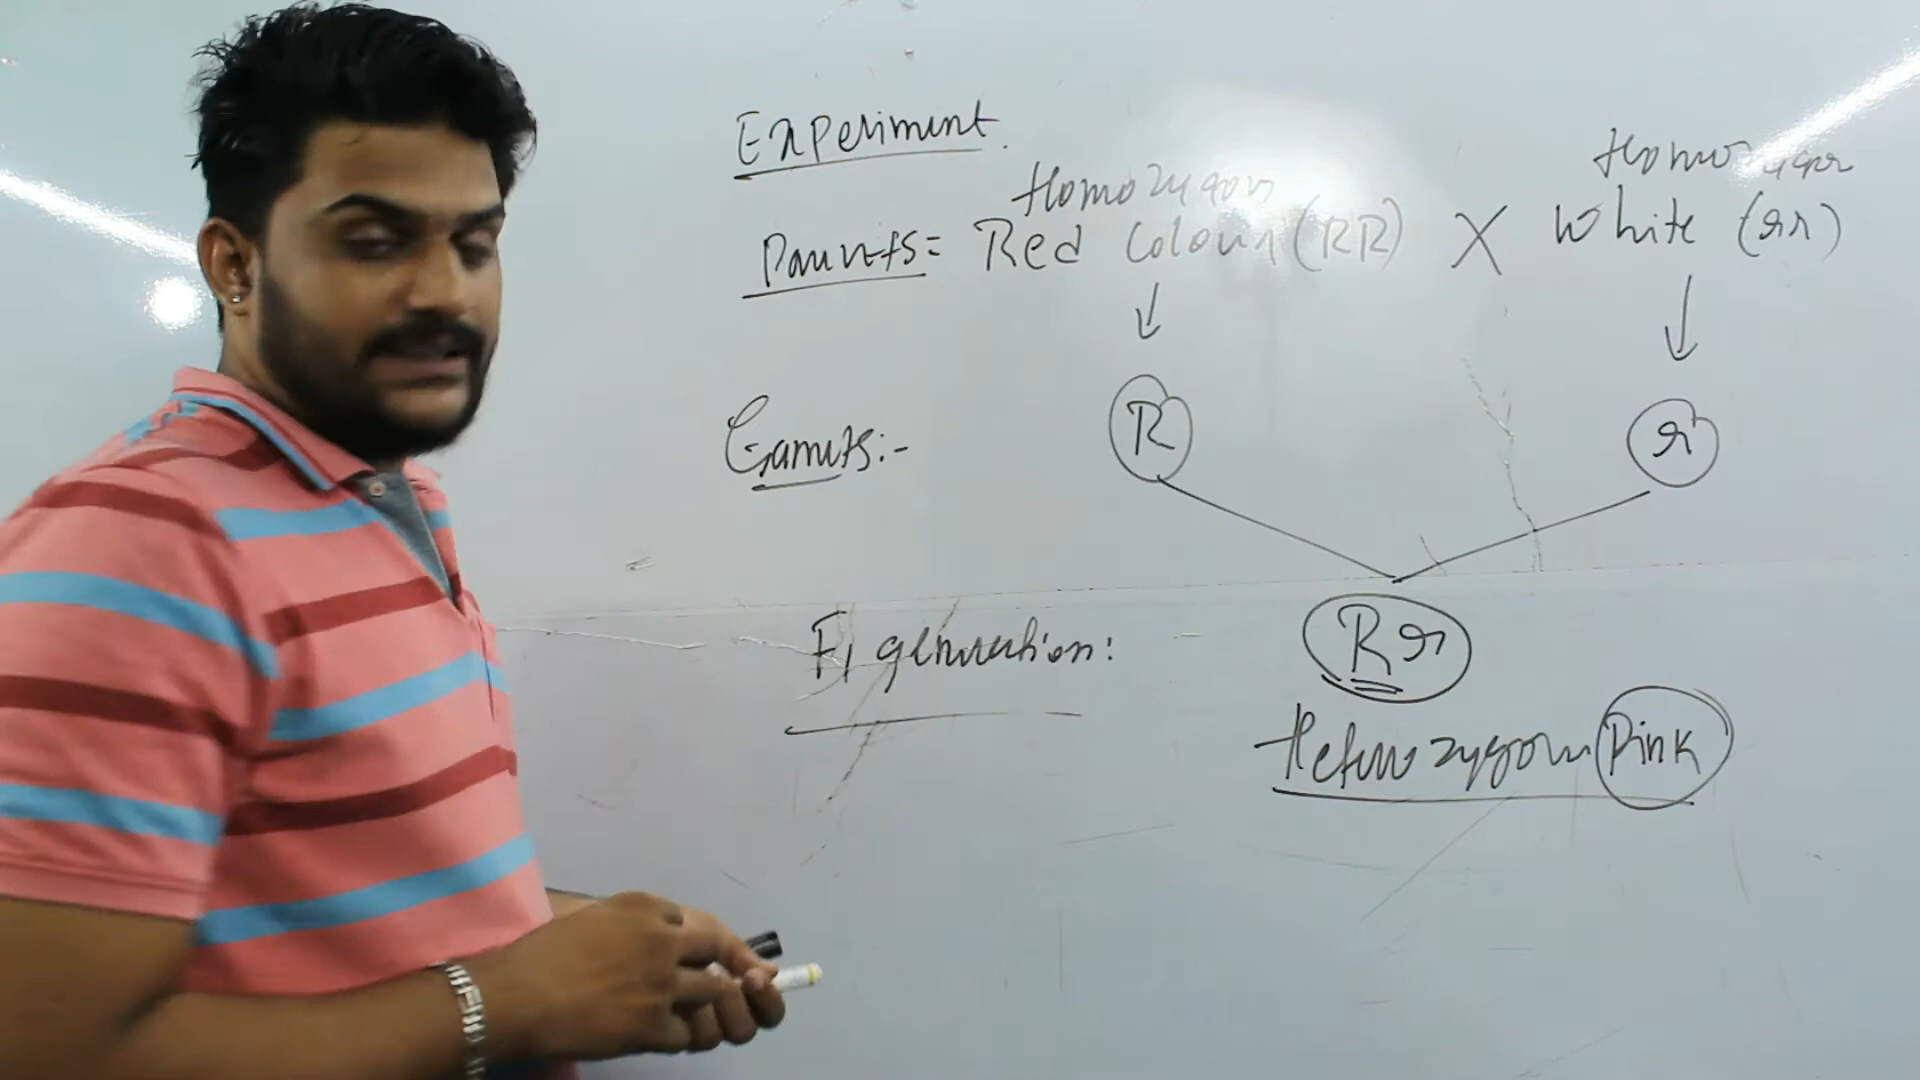 Experiment.
Homozygous Homozygous
Parents = Red Colour (RR) X White (rr)
R r
Gamets:-
F1 generation: Rr
Heterozygous Pink